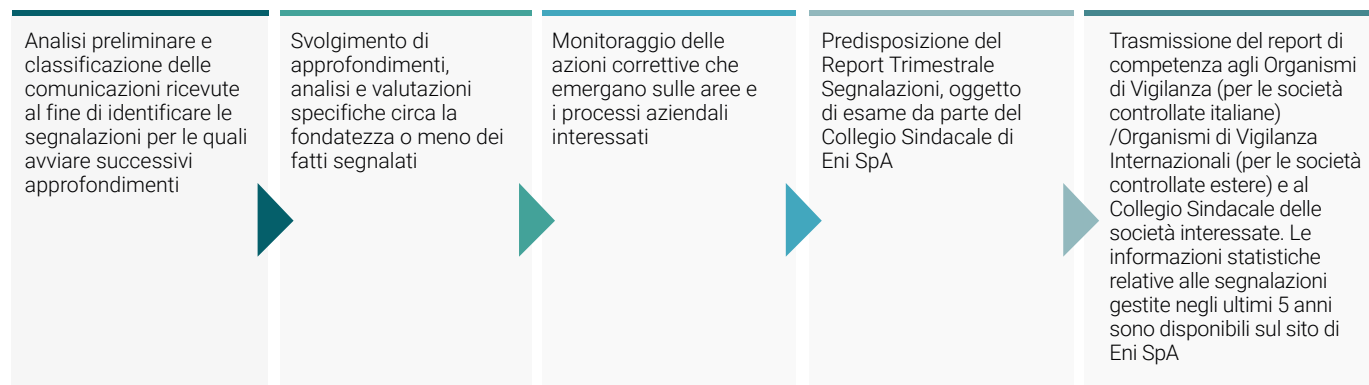 Analisi preliminare e
classificazione delle
comunicazioni ricevute
al fine di identificare le
segnalazioni per le quali
avviare successivi
approfondimenti
Svolgimento di
approfondimenti,
analisi e valutazioni
specifiche circa la
fondatezza o meno dei
fatti segnalati
Monitoraggio delle
azioni correttive che
emergano sulle aree e
i processi aziendali
interessati
Predisposizione del
Report Trimestrale
Segnalazioni, oggetto
di esame da parte del
Collegio Sindacale di
Eni SpA
Trasmissione del report di
competenza agli Organismi
di Vigilanza (per le società
controllate italiane)
/Organismi di Vigilanza
Internazionali (per le società
controllate estere) e al
Collegio Sindacale delle
società interessate. Le
informazioni statistiche
relative alle segnalazioni
gestite negli ultimi 5 anni
sono disponibili sul sito di
Eni SpA